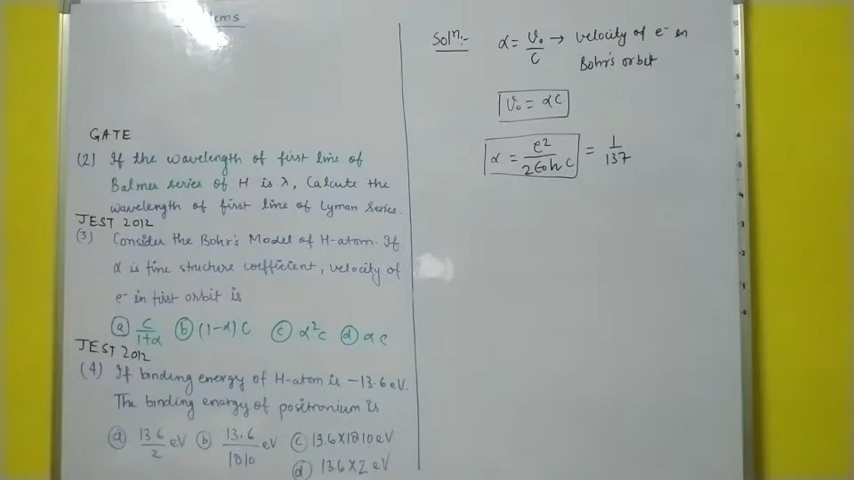 GATE
(2) If the wavelength of first line of
Balmer series of H is λ, Calcute the
wavelength of first line of Lyman Series.
JEST 2012
(3) Consider the Bohr's Model of H-atom. If
α is fine structure coefficient, velocity of
e⁻ in first orbit is
(a) C/(1+α) (b) (1-α) C (c) α²c (d) α c
JEST 2012
(4) If binding energy of H-atom is -13.6 eV.
The binding energy of positronium is
(a) 13.6/2 eV (b) 13.6/1810 eV (c) 13.6×1810 eV
(d) 13.6×2 eV
Solⁿ:- α = v₀/c → velocity of e⁻ in
Bohr's orbit
v₀ = αc
α = e²/2ε₀hc = 1/137